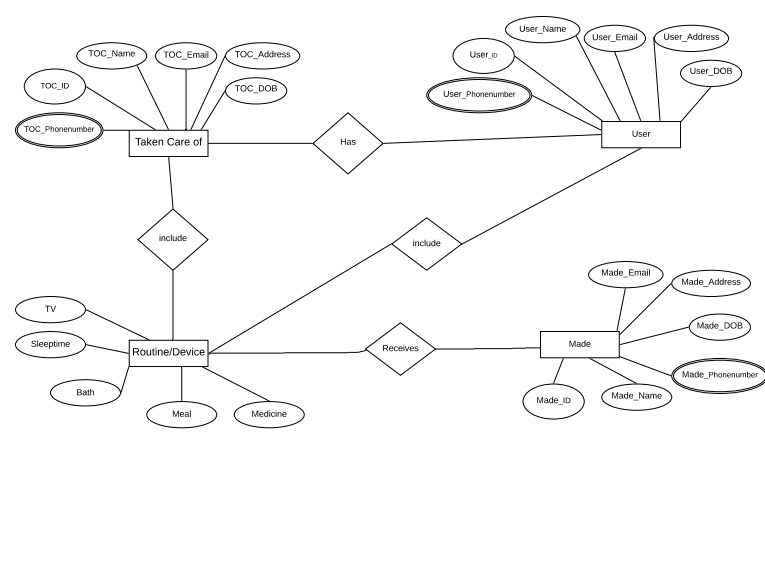 TOC_Name
TOC_Email
TOC_Address
TOC_ID
TOC_DOB
TOC_Phonenumber
Taken Care of
Has
User_Name
User_Email
User_Address
User_ID
User_DOB
User_Phonenumber
User
include
include
TV
Sleeptime
Bath
Routine/Device
Meal
Medicine
Receives
Made_Email
Made_Address
Made_DOB
Made
Made_Phonenumber
Made_ID
Made_Name